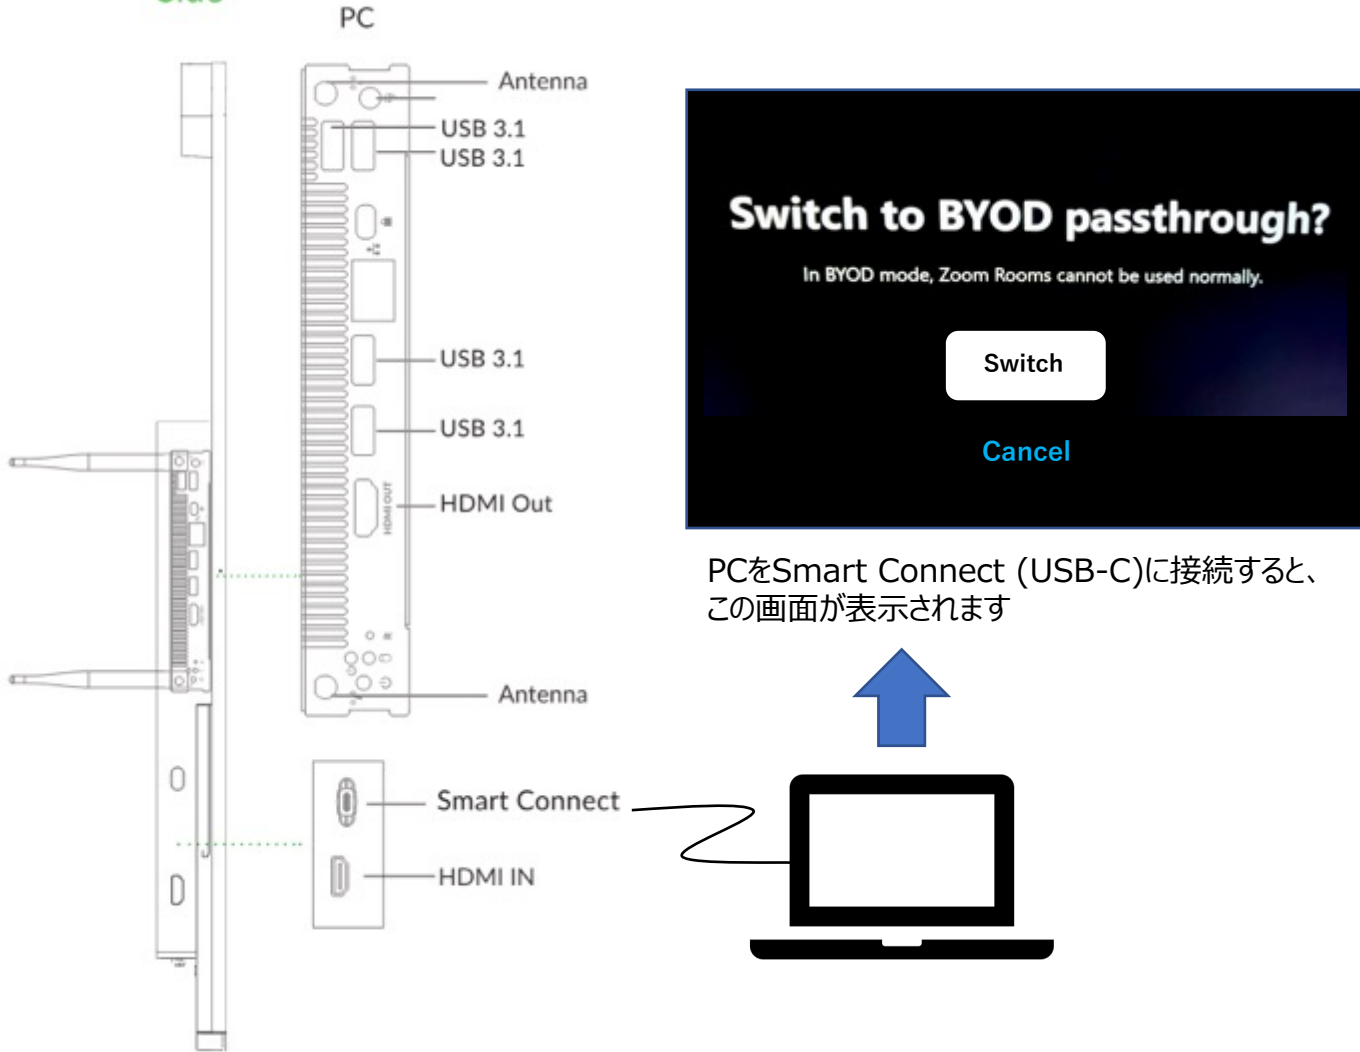 PC
Antenna
USB 3.1
USB 3.1
USB 3.1
USB 3.1
HDMI Out
HDMI OUT
Antenna
Smart Connect
HDMI IN
Switch to BYOD passthrough?
In BYOD mode, Zoom Rooms cannot be used normally.
Switch
Cancel
PCをSmart Connect (USB-C)に接続すると、
この画面が表示されます